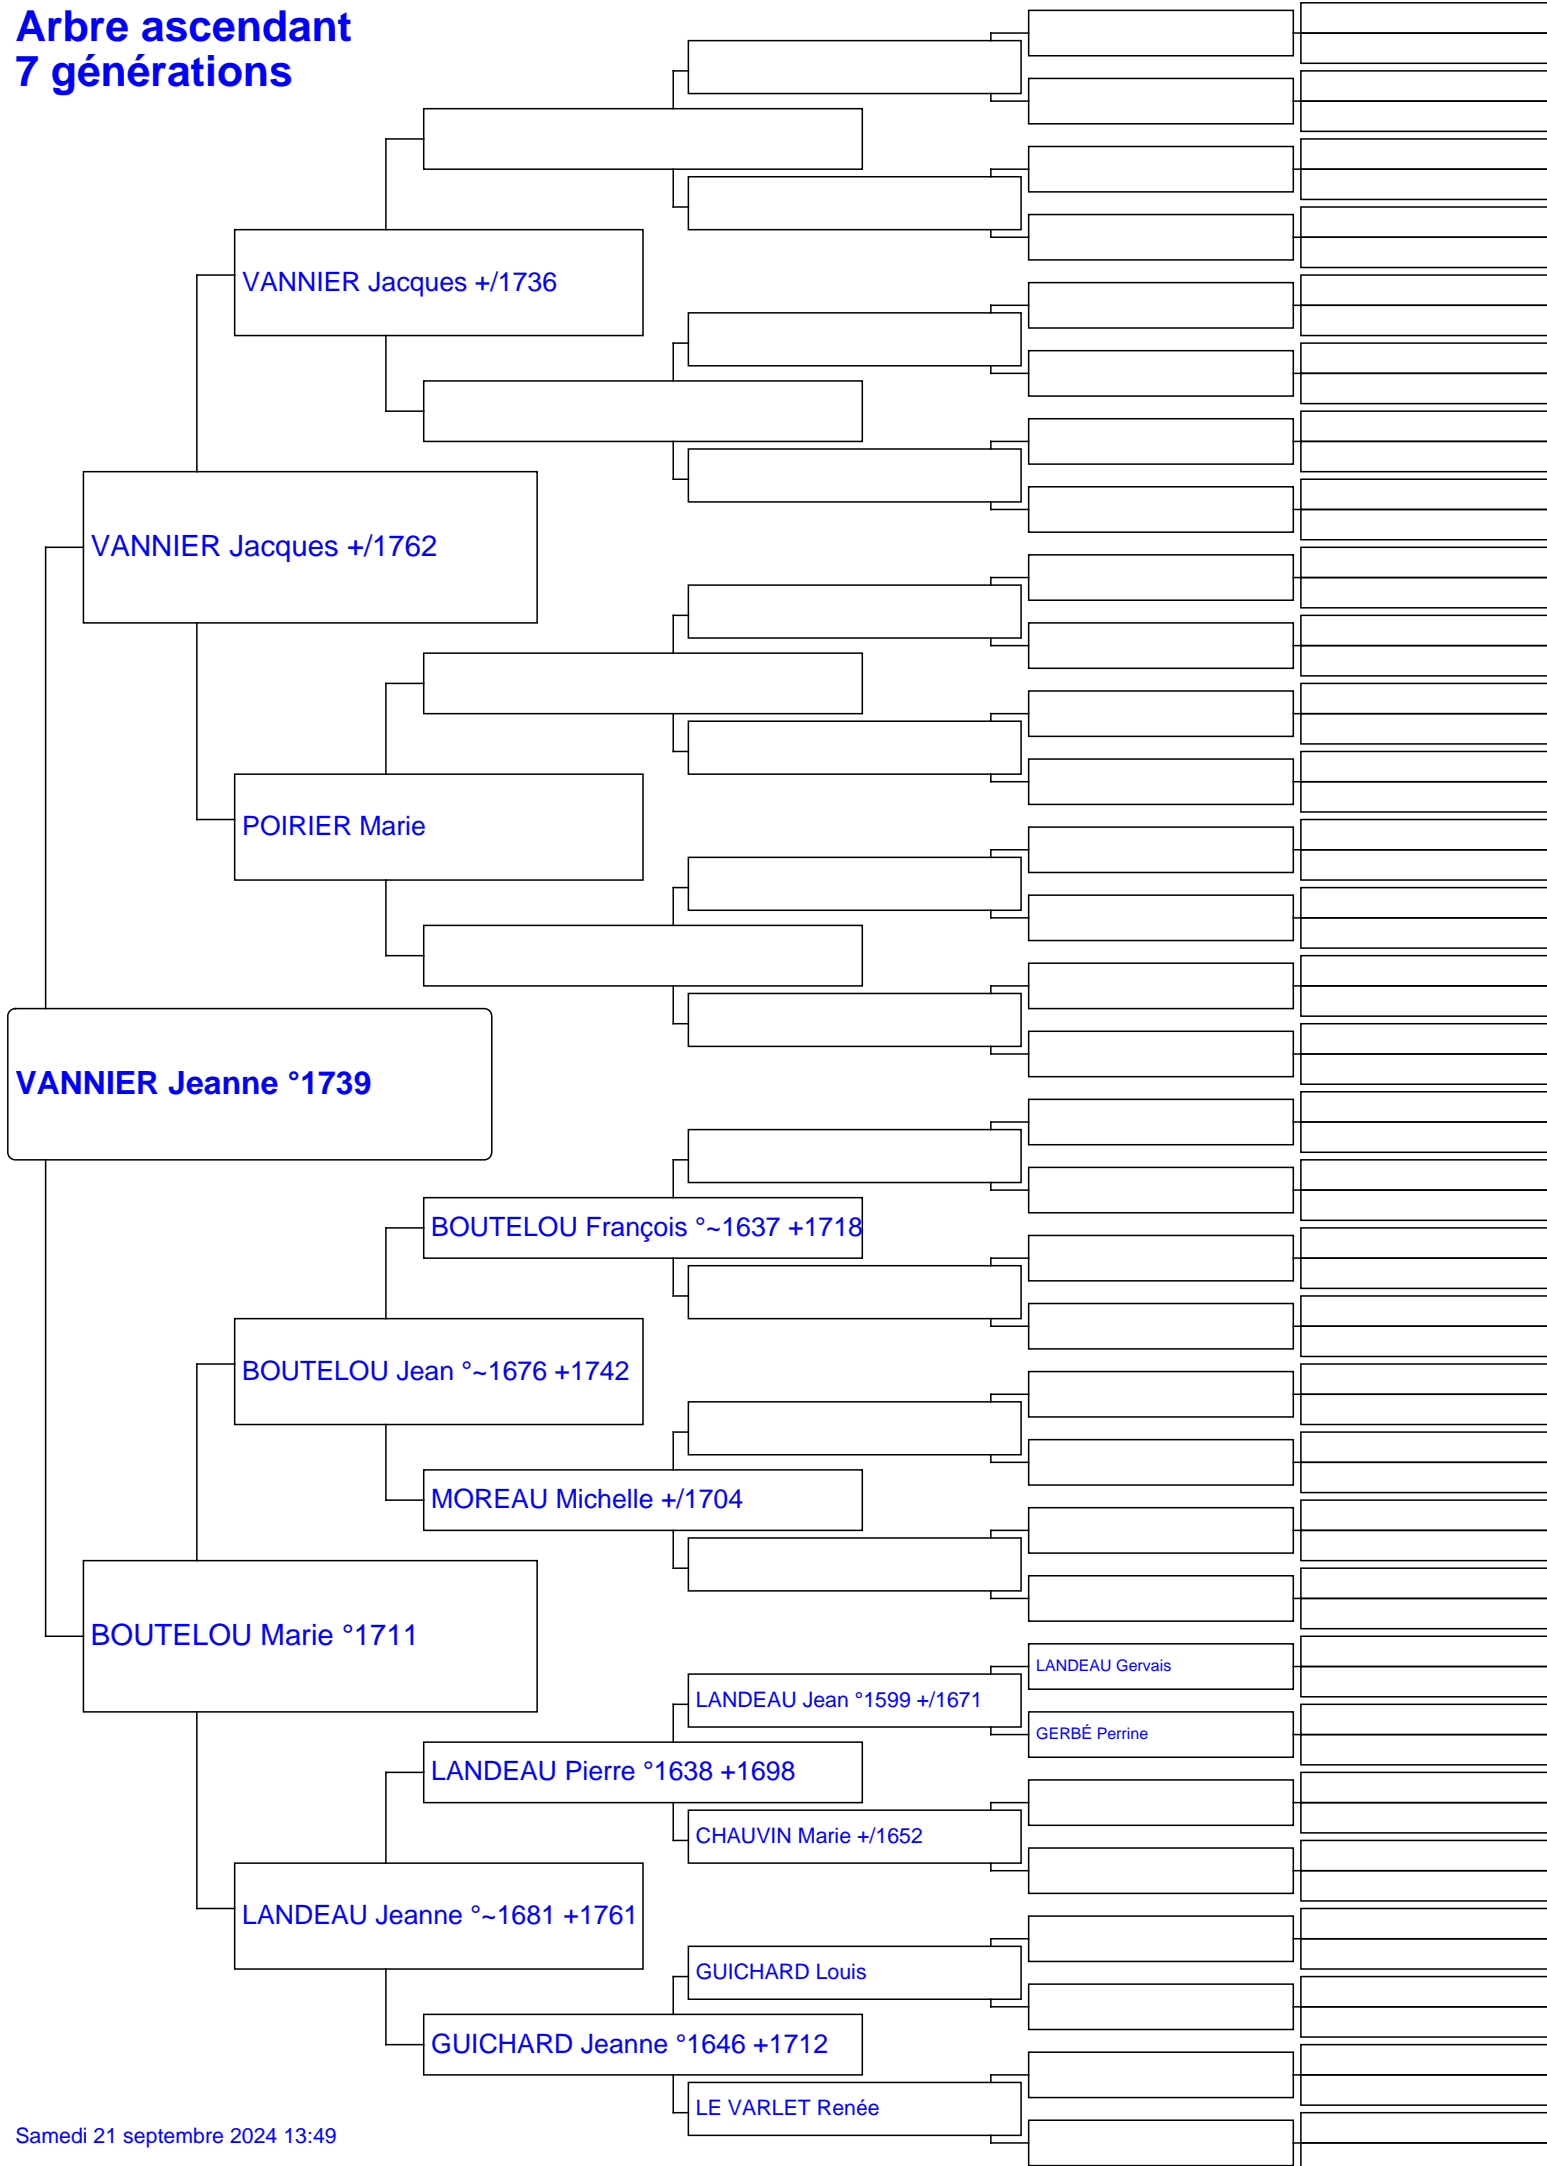 Arbre ascendant
7 générations
VANNIER Jacques +/1736
VANNIER Jacques +/1762
POIRIER Marie
VANNIER Jeanne °1739
BOUTELOU François °~1637 +1718
BOUTELOU Jean °~1676 +1742
MOREAU Michelle +/1704
BOUTELOU Marie °1711
LANDEAU Gervais
LANDEAU Jean °1599 +/1671
GERBÉ Perrine
LANDEAU Pierre °1638 +1698
CHAUVIN Marie +/1652
LANDEAU Jeanne °~1681 +1761
GUICHARD Louis
GUICHARD Jeanne °1646 +1712
LE VARLET Renée
Samedi 21 septembre 2024 13:49